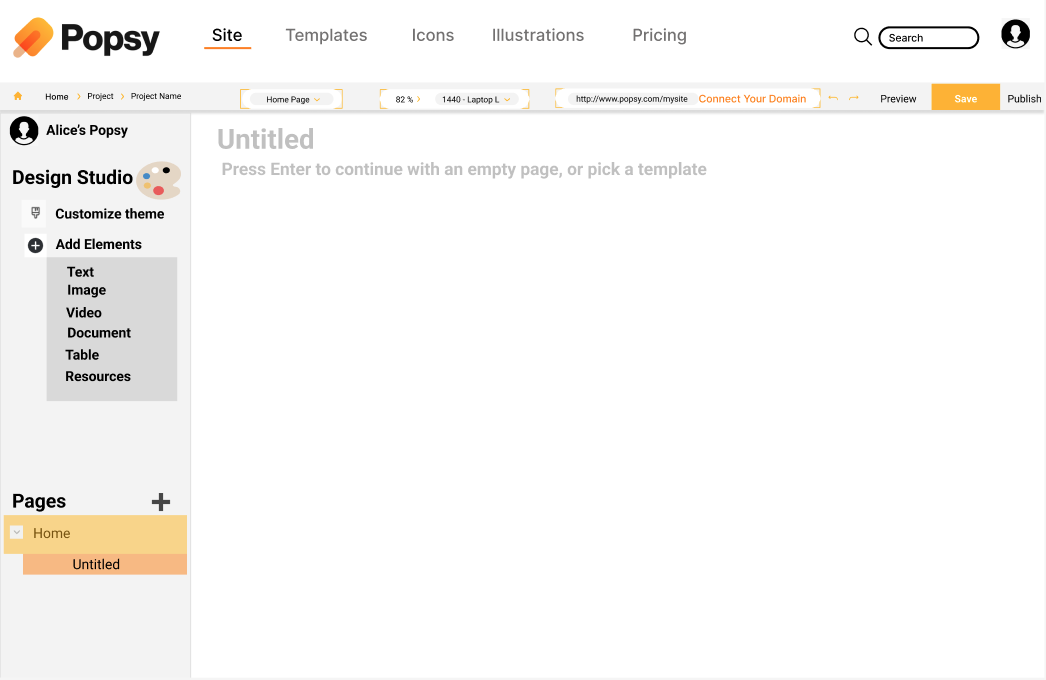 Popsy
Site Templates Icons Illustrations Pricing
Search
Home Project Project Name
Home Page
82 % 1440 - Laptop L
http://www.popsy.com/mysite Connect Your Domain
Preview Save Publish
Alice's Popsy
Design Studio
Customize theme
Add Elements
Text
Image
Video
Document
Table
Resources
Pages
Home
Untitled
Untitled
Press Enter to continue with an empty page, or pick a template